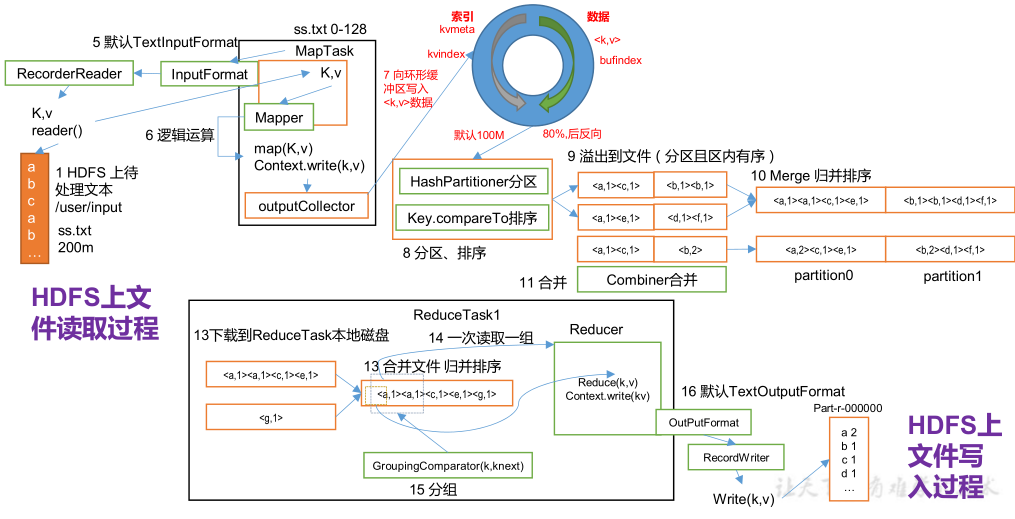 ss.txt 0-128
索引
kvmeta
数据
<k,v>
kvindex
bufindex
5 默认TextInputFormat
MapTask
RecorderReader
InputFormat
K,v
7 向环形缓
冲区写入
<k,v>数据
K,v
reader()
Mapper
6 逻辑运算
map(K,v)
Context.write(k,v)
outputCollector
默认100M
80%,后反向
a
b
c
a
b
...
1 HDFS 上待
处理文本
/user/input
ss.txt
200m
HashPartitioner分区
Key.compareTo排序
8 分区、排序
9 溢出到文件（分区且区内有序）
<a,1><c,1>
<b,1><b,1>
<a,1><e,1>
<d,1><f,1>
<a,1><c,1>
<b,2>
10 Merge 归并排序
<a,1><a,1><c,1><e,1>
<b,1><b,1><d,1><f,1>
<a,2><c,1><e,1>
<b,2><d,1><f,1>
partition0
partition1
11 合并
Combiner合并
HDFS上文
件读取过程
ReduceTask1
13下载到ReduceTask本地磁盘
14 一次读取一组
Reducer
<a,1><a,1><c,1><e,1>
<g,1>
13 合并文件 归并排序
<a,1><a,1><c,1><e,1><g,1>
Reduce(k,v)
Context.write(kv)
GroupingComparator(k,knext)
15 分组
16 默认TextOutputFormat
OutPutFormat
RecordWriter
Write(k,v)
Part-r-000000
a 2
b 1
c 1
d 1
...
HDFS上
文件写
入过程